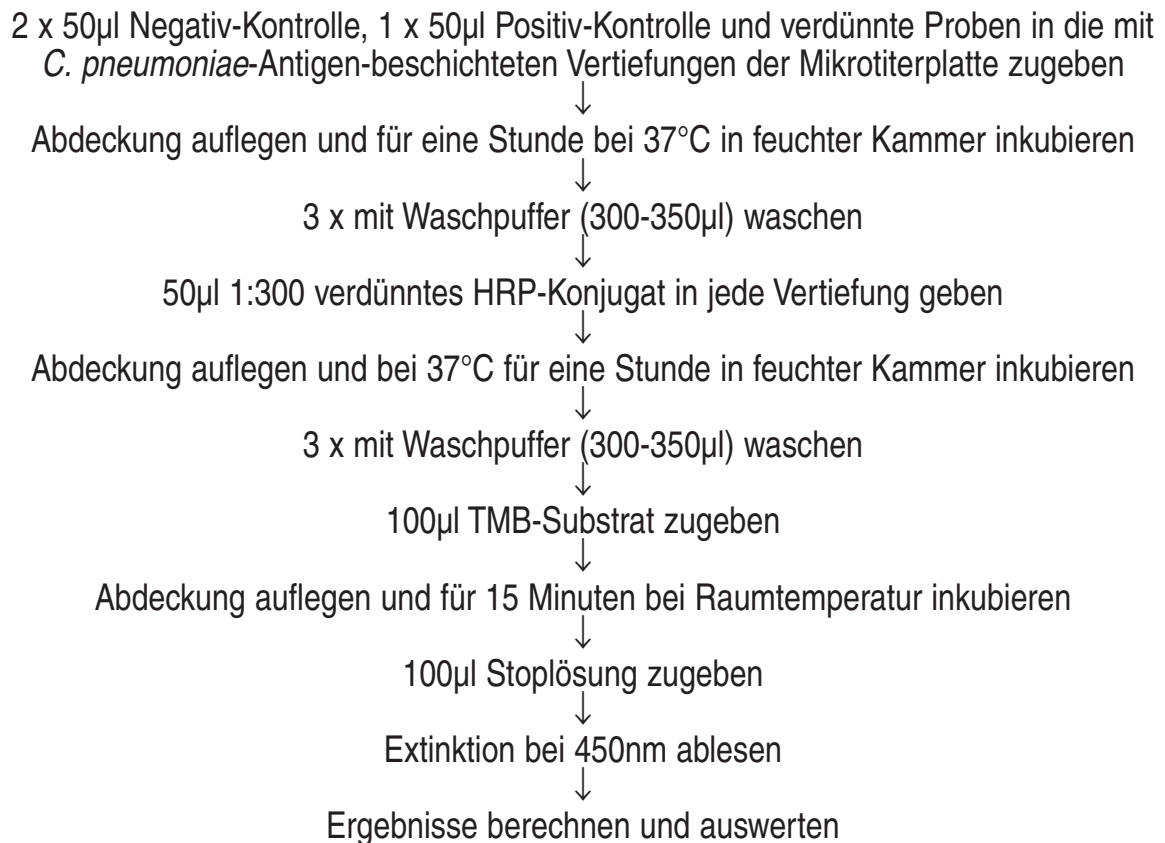 2 x 50µl Negativ-Kontrolle, 1 x 50µl Positiv-Kontrolle und verdünnte Proben in die mit
C. pneumoniae-Antigen-beschichteten Vertiefungen der Mikrotiterplatte zugeben
↓
Abdeckung auflegen und für eine Stunde bei 37°C in feuchter Kammer inkubieren
↓
3 x mit Waschpuffer (300-350µl) waschen
↓
50µl 1:300 verdünntes HRP-Konjugat in jede Vertiefung geben
↓
Abdeckung auflegen und bei 37°C für eine Stunde in feuchter Kammer inkubieren
↓
3 x mit Waschpuffer (300-350µl) waschen
↓
100µl TMB-Substrat zugeben
↓
Abdeckung auflegen und für 15 Minuten bei Raumtemperatur inkubieren
↓
100µl Stoplösung zugeben
↓
Extinktion bei 450nm ablesen
↓
Ergebnisse berechnen und auswerten